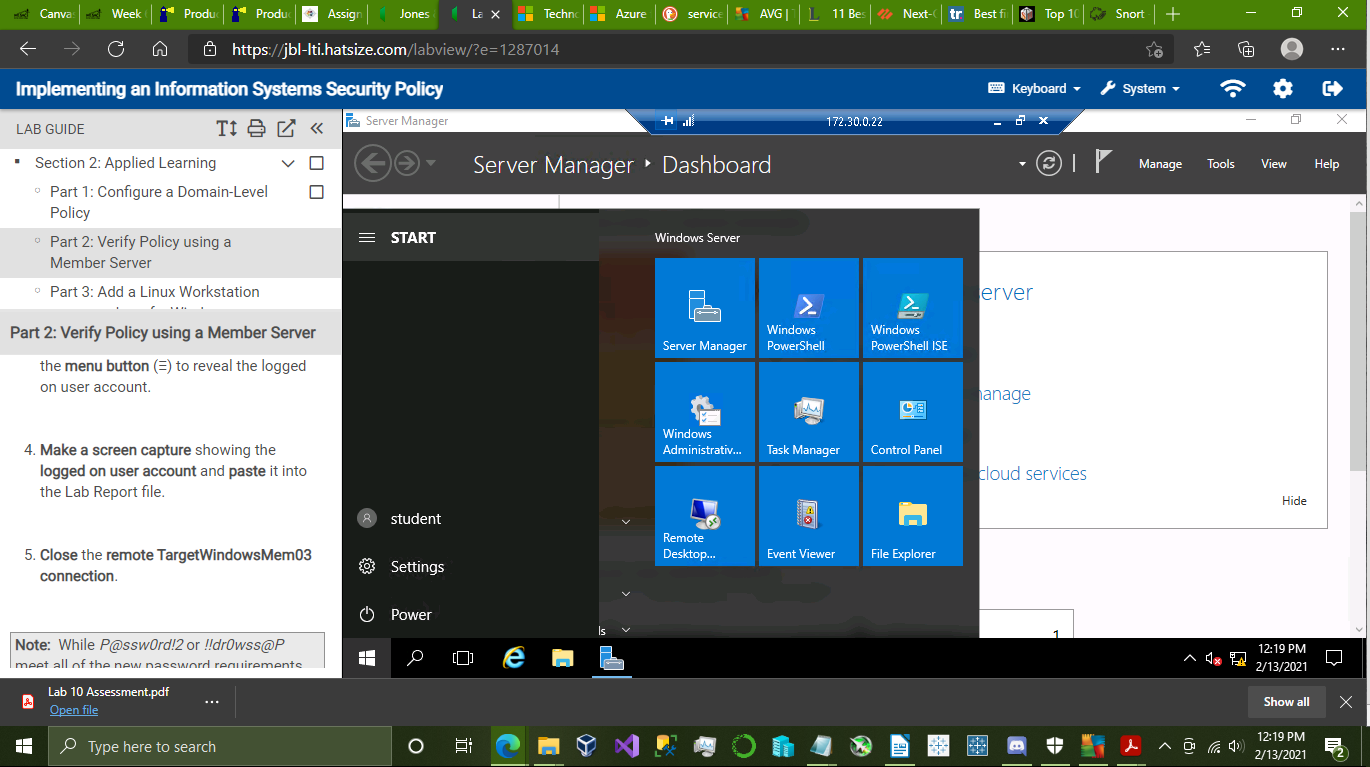 Canvas
Week
Produ
Produ
Assign
Jones
La
Techno
Azure
service
AVG | T
11 Bes
Next-G
Best fi
Top 10
Snort
https://jbl-lti.hatsize.com/labview/?e=1287014
Implementing an Information Systems Security Policy
Keyboard
System
LAB GUIDE
Section 2: Applied Learning
Part 1: Configure a Domain-Level
Policy
Part 2: Verify Policy using a
Member Server
Part 3: Add a Linux Workstation
Part 2: Verify Policy using a Member Server
the menu button (☰) to reveal the logged
on user account.
4. Make a screen capture showing the
logged on user account and paste it into
the Lab Report file.
5. Close the remote TargetWindowsMem03
connection.
Note: While P@ssw0rd!2 or !!dr0wss@P
meet all of the new password requirements
Server Manager
172.30.0.22
Server Manager ‣ Dashboard
Manage
Tools
View
Help
START
Windows Server
Server Manager
Windows
PowerShell
Windows
PowerShell ISE
Windows
Administrativ...
Task Manager
Control Panel
Remote
Desktop...
Event Viewer
File Explorer
student
Settings
Power
ls
erver
nanage
cloud services
Hide
1
12:19 PM
2/13/2021
Lab 10 Assessment.pdf
Open file
Show all
Type here to search
12:19 PM
2/13/2021
2